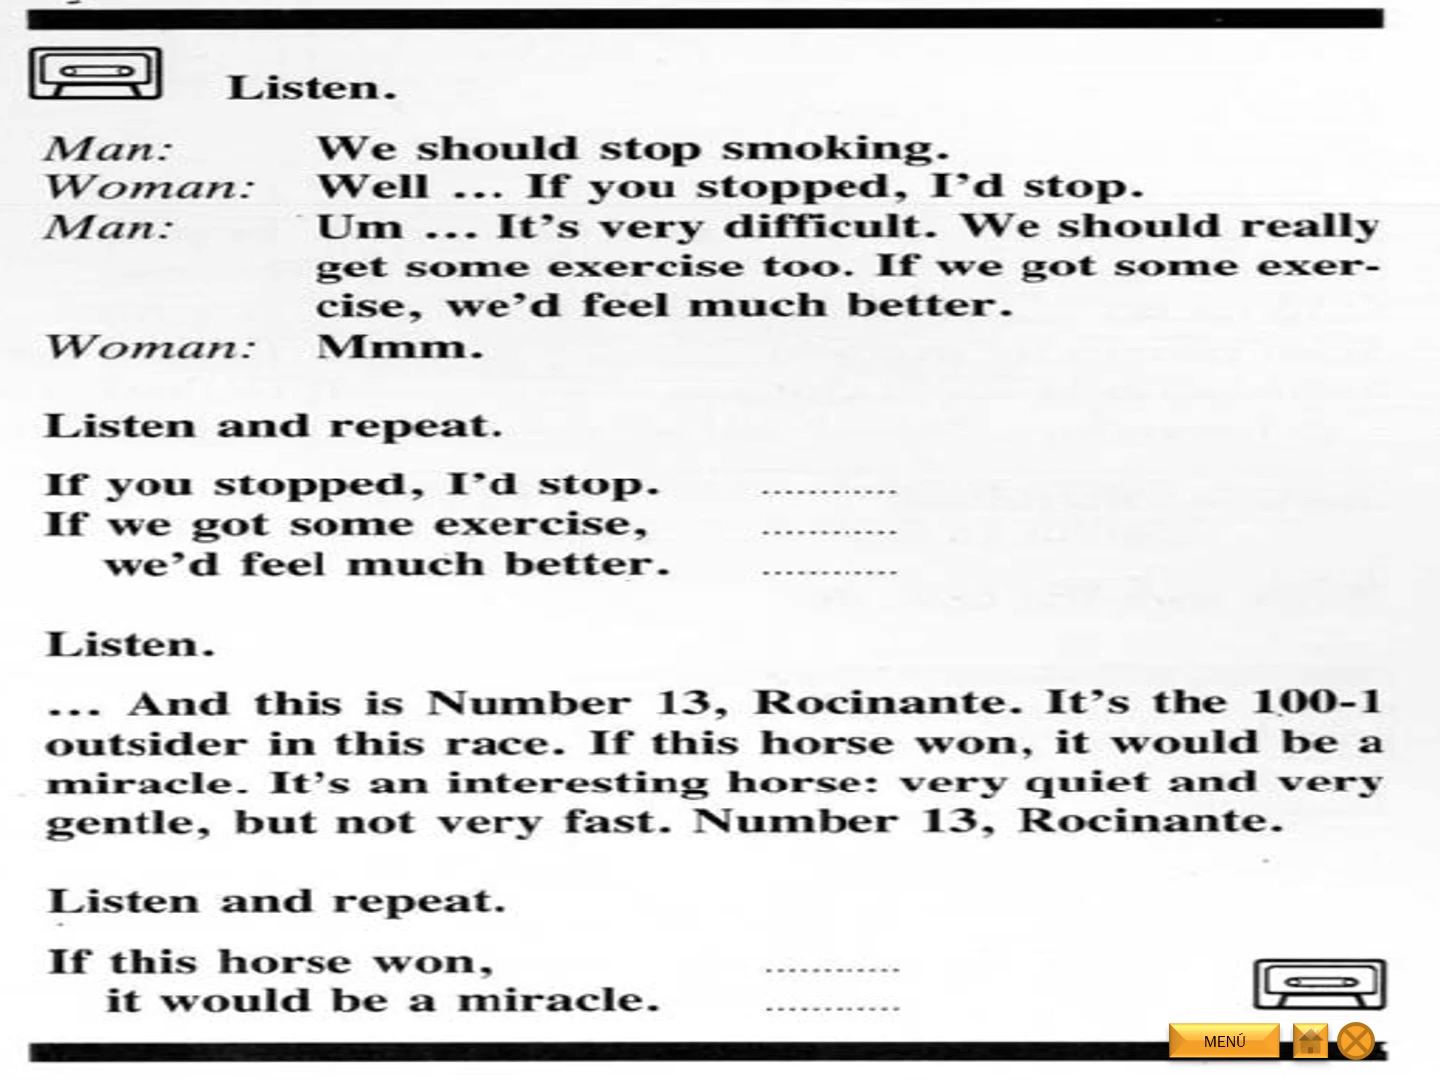 Listen.
Man: We should stop smoking.
Woman: Well ... If you stopped, I'd stop.
Man: Um ... It's very difficult. We should really
get some exercise too. If we got some exer-
cise, we'd feel much better.
Woman: Mmm.
Listen and repeat.
If you stopped, I'd stop. ............
If we got some exercise, ............
we'd feel much better. ............
Listen.
... And this is Number 13, Rocinante. It's the 100-1
outsider in this race. If this horse won, it would be a
miracle. It's an interesting horse: very quiet and very
gentle, but not very fast. Number 13, Rocinante.
Listen and repeat.
If this horse won, ............
it would be a miracle. ............
MENÚ